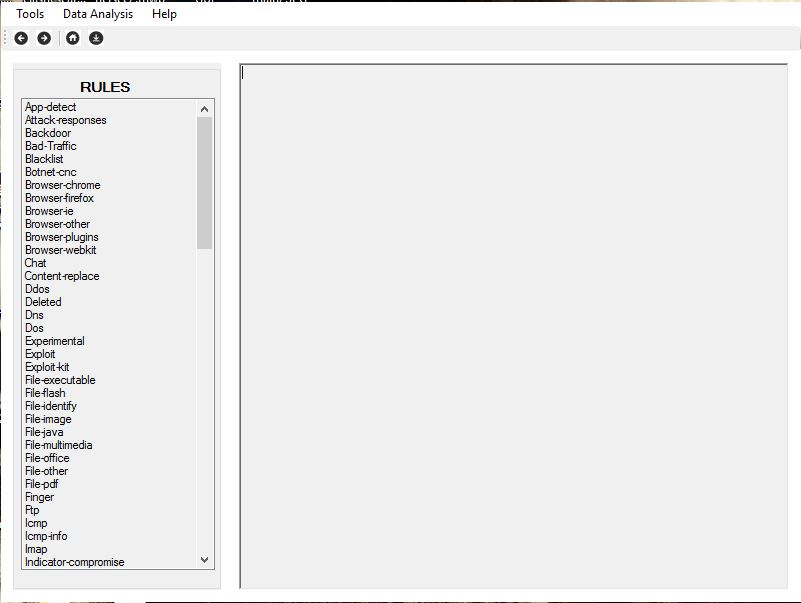 Tools Data Analysis Help
RULES
App-detect
Attack-responses
Backdoor
Bad-Traffic
Blacklist
Botnet-cnc
Browser-chrome
Browser-firefox
Browser-ie
Browser-other
Browser-plugins
Browser-webkit
Chat
Content-replace
Ddos
Deleted
Dns
Dos
Experimental
Exploit
Exploit-kit
File-executable
File-flash
File-identify
File-image
File-java
File-multimedia
File-office
File-other
File-pdf
Finger
Ftp
Icmp
Icmp-info
Imap
Indicator-compromise